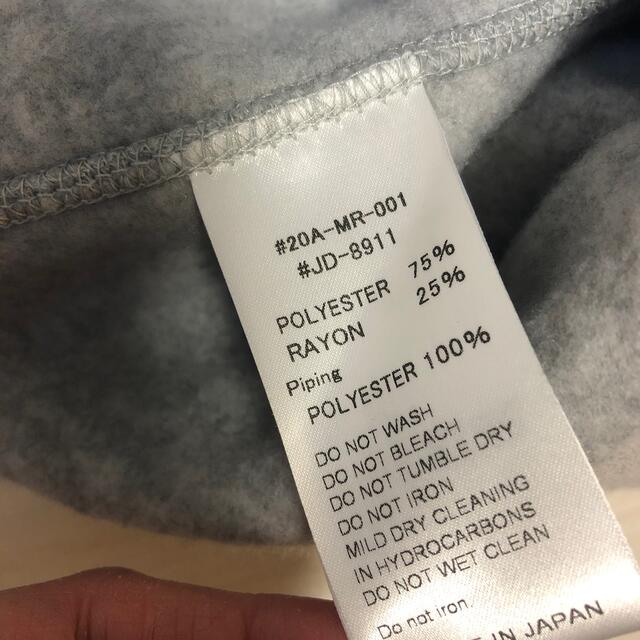 #20A-MR-001
#JD-8911
POLYESTER 75%
RAYON 25%
Piping
POLYESTER 100%
DO NOT WASH
DO NOT BLEACH
DO NOT TUMBLE DRY
DO NOT IRON
MILD DRY CLEANING
IN HYDROCARBONS
DO NOT WET CLEAN
Do not iron.
IN JAPAN